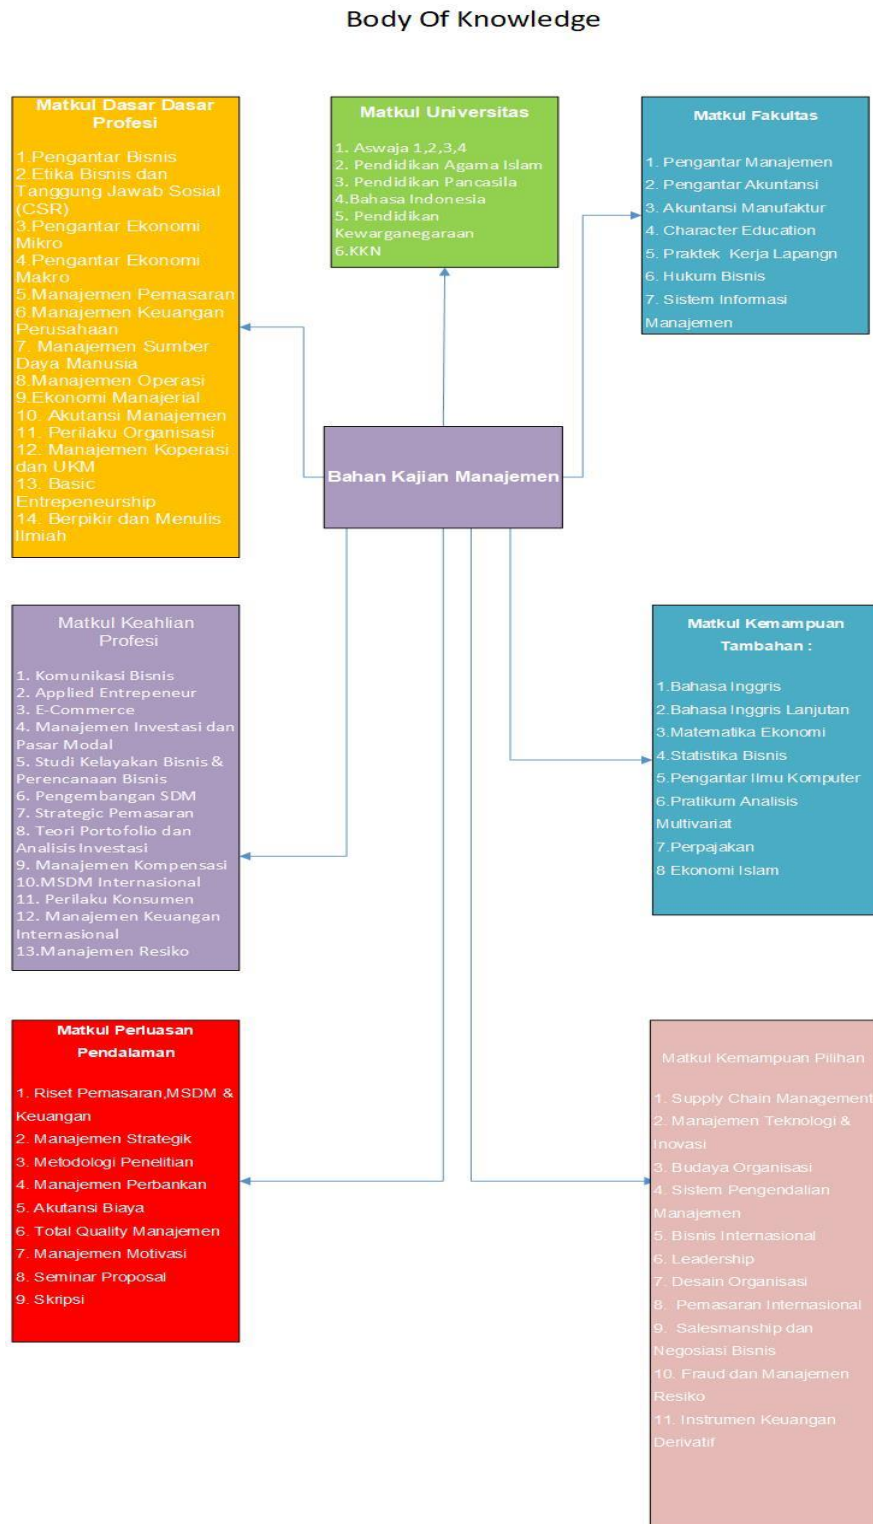 Body Of Knowledge
Matkul Dasar Dasar
Profesi
1.Pengantar Bisnis
2.Etika Bisnis dan
Tanggung Jawab Sosial
(CSR)
3.Pengantar Ekonomi
Mikro
4.Pengantar Ekonomi
Makro
5.Manajemen Pemasaran
6.Manajemen Keuangan
Perusahaan
7. Manajemen Sumber
Daya Manusia
8.Manajemen Operasi
9.Ekonomi Manajerial
10. Akutansi Manajemen
11. Perilaku Organisasi
12. Manajemen Koperasi
dan UKM
13. Basic
Entrepeneurship
14. Berpikir dan Menulis
Ilmiah
Matkul Universitas
1. Aswaja 1,2,3,4
2. Pendidikan Agama Islam
3. Pendidikan Pancasila
4.Bahasa Indonesia
5. Pendidikan
Kewarganegaraan
6.KKN
Matkul Fakultas
1. Pengantar Manajemen
2. Pengantar Akuntansi
3. Akuntansi Manufaktur
4. Character Education
5. Praktek Kerja Lapangn
6. Hukum Bisnis
7. Sistem Informasi
Manajemen
Bahan Kajian Manajemen
Matkul Keahlian
Profesi
1. Komunikasi Bisnis
2. Applied Entrepeneur
3. E-Commerce
4. Manajemen Investasi dan
Pasar Modal
5. Studi Kelayakan Bisnis &
Perencanaan Bisnis
6. Pengembangan SDM
7. Strategic Pemasaran
8. Teori Portofolio dan
Analisis Investasi
9. Manajemen Kompensasi
10.MSDM Internasional
11. Perilaku Konsumen
12. Manajemen Keuangan
Internasional
13.Manajemen Resiko
Matkul Kemampuan
Tambahan :
1.Bahasa Inggris
2.Bahasa Inggris Lanjutan
3.Matematika Ekonomi
4.Statistika Bisnis
5.Pengantar Ilmu Komputer
6.Pratikum Analisis
Multivariat
7.Perpajakan
8 Ekonomi Islam
Matkul Perluasan
Pendalaman
1. Riset Pemasaran,MSDM &
Keuangan
2. Manajemen Strategik
3. Metodologi Penelitian
4. Manajemen Perbankan
5. Akutansi Biaya
6. Total Quality Manajemen
7. Manajemen Motivasi
8. Seminar Proposal
9. Skripsi
Matkul Kemampuan Pilihan
1. Supply Chain Management
2. Manajemen Teknologi &
Inovasi
3. Budaya Organisasi
4. Sistem Pengendalian
Manajemen
5. Bisnis Internasional
6. Leadership
7. Desain Organisasi
8. Pemasaran Internasional
9. Salesmanship dan
Negosiasi Bisnis
10. Fraud dan Manajemen
Resiko
11. Instrumen Keuangan
Derivatif